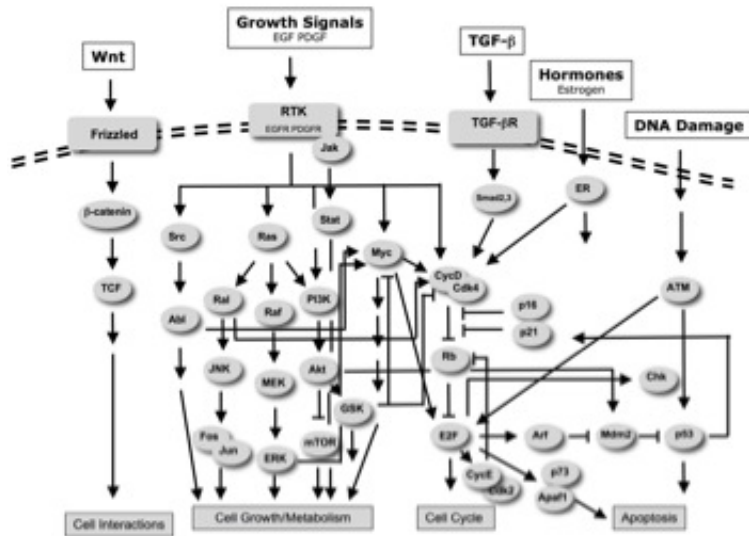 Growth Signals
EGF PDGF
TGF-β
Wnt
Hormones
Estrogen
DNA Damage
RTK
EGFR PDGFR
Frizzled
TGF-βR
Jak
β-catenin
Smad2,3
ER
Stat
Src
Ras
Myc
CycD
Cdk4
TCF
Ral
PI3K
ATM
Abl
Raf
p16
p21
Rb
JNK
MEK
Akt
Chk
GSK
Fos
Jun
mTOR
E2F
Arf
Mdm2
p53
ERK
CycE
Cdk2
p73
Apaf1
Cell Interactions
Cell Growth/Metabolism
Cell Cycle
Apoptosis